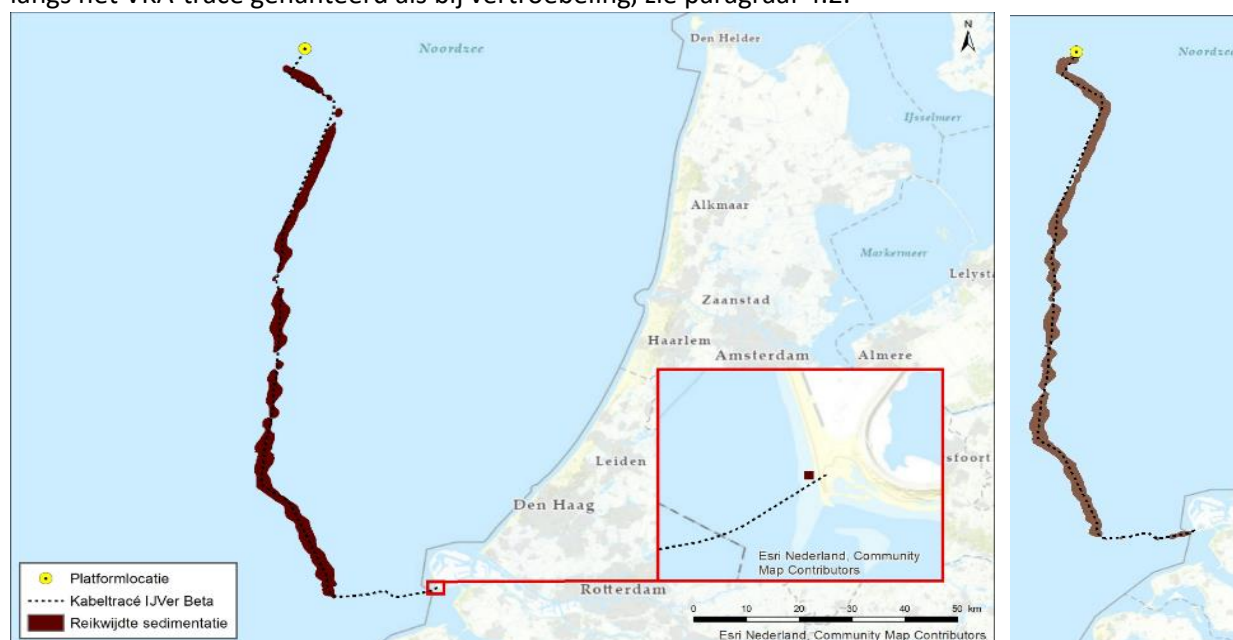 langs het VKA-tracé gehanteerd als bij vertroebeling, zie paragraaf 4.2.
Noordzee
Den Helder
N
IJsselmeer
Alkmaar
Markermeer
Lelysta
Zaanstad
Haarlem
Amsterdam
Almere
Leiden
sfoort
Den Haag
Esri Nederland, Community
Map Contributors
Rotterdam
Platformlocatie
Kabeltracé IJVer Beta
Reikwijdte sedimentatie
0 10 20 30 40 50 km
Esri Nederland, Community Map Contributors
Noordzee